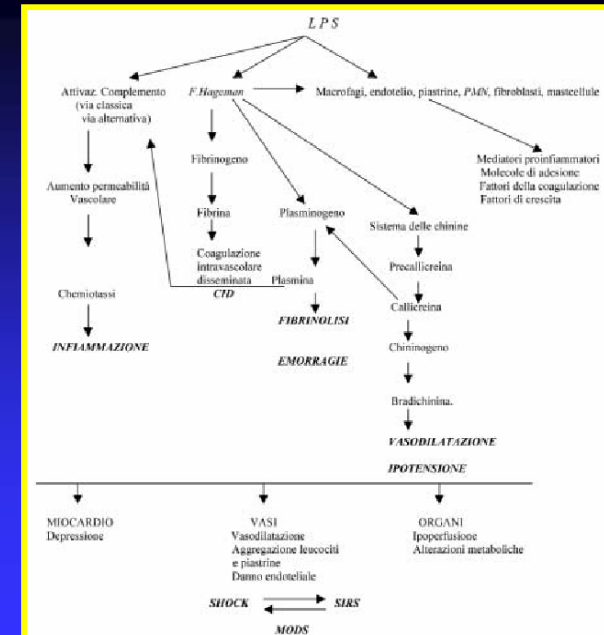 LPS
Attivaz. Complemento
(via classica
via alternativa)
F.Hageman
Macrofagi, endotelio, piastrine, PMN, fibroblasti, mastcellule
Mediatori proinfiammatori
Molecole di adesione
Fattori della coagulazione
Fattori di crescita
Fibrinogeno
Aumento permeabilità
Vascolare
Fibrina
Plasminogeno
Sistema delle chinine
Coagulazione
intravascolare
disseminata
CID
Precallicreina
Chemiotassi
Plasmina
Callicreina
FIBRINOLISI
EMORRAGIE
INFIAMMAZIONE
Chininogeno
Bradichinina.
VASODILATAZIONE
IPOTENSIONE
MIOCARDIO
Depressione
VASI
Vasodilatazione
Aggregazione leucociti
e piastrine
Danno endoteliale
ORGANI
Ipoperfusione
Alterazioni metaboliche
SHOCK
SIRS
MODS